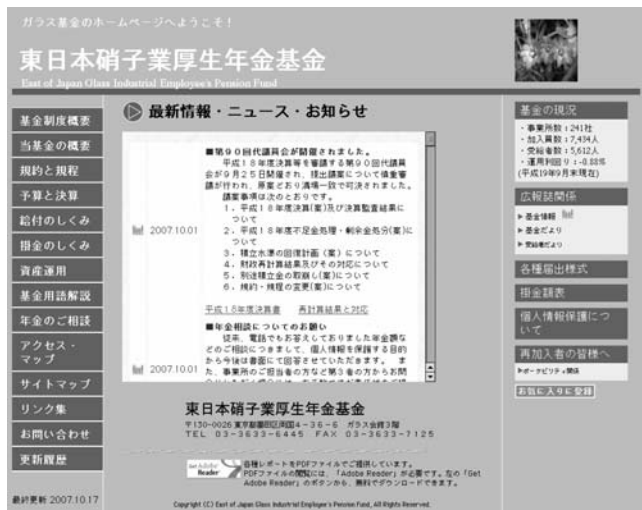 ガラス基金のホームページへようこそ！
東日本硝子業厚生年金基金
East of Japan Glass Industrial Employee's Pension Fund
基金制度概要
当基金の概要
規約と規程
予算と決算
給付のしくみ
掛金のしくみ
資産運用
基金用語解説
年金のご相談
アクセス・
マップ
サイトマップ
リンク集
お問い合わせ
更新履歴
最終更新 2007.10.17
最新情報・ニュース・お知らせ
2007.10.01
■第９０回代議員会が開催されました。
平成１８年度決算等を審議する第９０回代議員
会が９月２５日開催され、提出議案について慎重審
議が行われ、原案どおり満場一致で可決されました。
議案事項は次のとおりです。
１．平成１８年度決算(案)及び決算監査結果に
ついて
２．平成１８年度不足金処理・剰余金処分(案)に
ついて
３．積立水準の回復計画（案）について
４．財政再計算結果及びその対応について
５．別途積立金の取崩し(案)について
６．規約・規程の変更(案)について
平成１８年度決算書 再計算結果と対応
2007.10.01
■年金相談についてのお願い
従来、電話でもお答えしておりました年金額な
どのご相談につきまして、個人情報を保護する目的
から今後は書面にて回答させていただきます。 ま
た、事業所のご担当者の方など第３者の方からお問
東日本硝子業厚生年金基金
〒130-0026 東京都墨田区両国４－３６－６ ガラス会館３階
ＴＥＬ ０３－３６３３－６４４５ ＦＡＸ ０３－３６３３－７１２５
Get Adobe Reader
各種レポートをPDFファイルでご提供しています。
PDFファイルの閲覧には、「Adobe Reader」が必要です。左の「Get
Adobe Reader」のボタンから、無料でダウンロードできます。
Copyright (C) East of Japan Glass Industrial Employee's Pension Fund, All Rights Reserved.
基金の現況
・事業所数：241社
・加入員数：7,434人
・受給者数：5,612人
・運用利回り：-0.88%
(平成19年9月末現在)
広報誌関係
基金情報
基金だより
受給者だより
各種届出様式
掛金額表
個人情報保護につ
いて
再加入者の皆様へ
ポータビリティ関係
お気に入りに登録